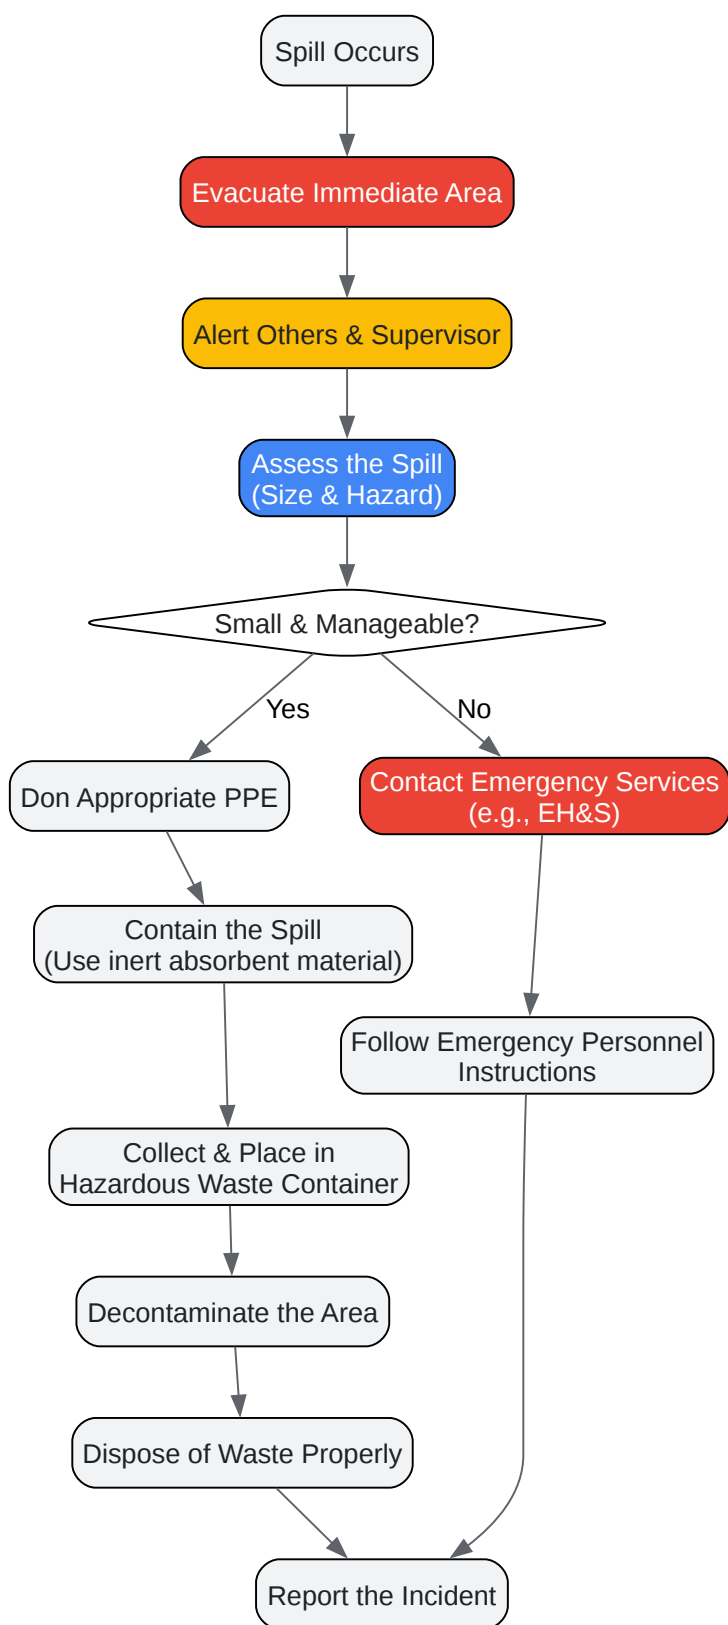 Spill Occurs
Evacuate Immediate Area
Alert Others & Supervisor
Assess the Spill
(Size & Hazard)
Small & Manageable?
Yes
No
Don Appropriate PPE
Contact Emergency Services
(e.g., EH&S)
Contain the Spill
(Use inert absorbent material)
Follow Emergency Personnel
Instructions
Collect & Place in
Hazardous Waste Container
Decontaminate the Area
Dispose of Waste Properly
Report the Incident